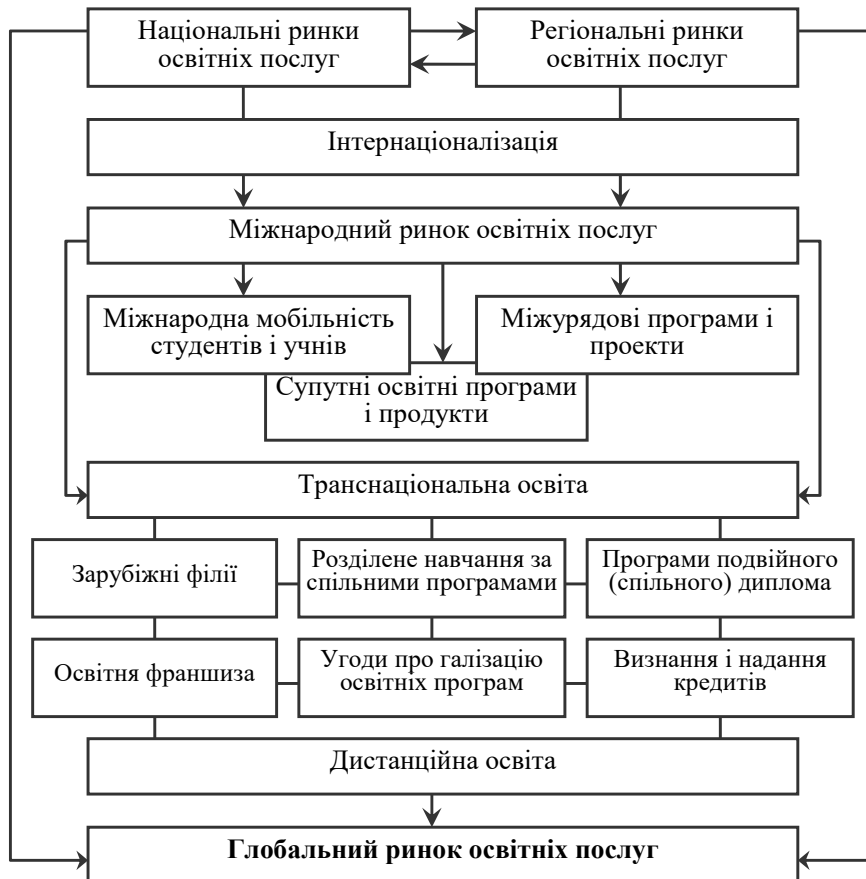 Національні ринки
освітніх послуг
Регіональні ринки
освітніх послуг
Інтернаціоналізація
Міжнародний ринок освітніх послуг
Міжнародна мобільність
студентів і учнів
Міжурядові програми і
проекти
Супутні освітні програми
і продукти
Транснаціональна освіта
Зарубіжні філії
Розділене навчання за
спільними програмами
Програми подвійного
(спільного) диплома
Освітня франшиза
Угоди про галізацію
освітніх програм
Визнання і надання
кредитів
Дистанційна освіта
Глобальний ринок освітніх послуг